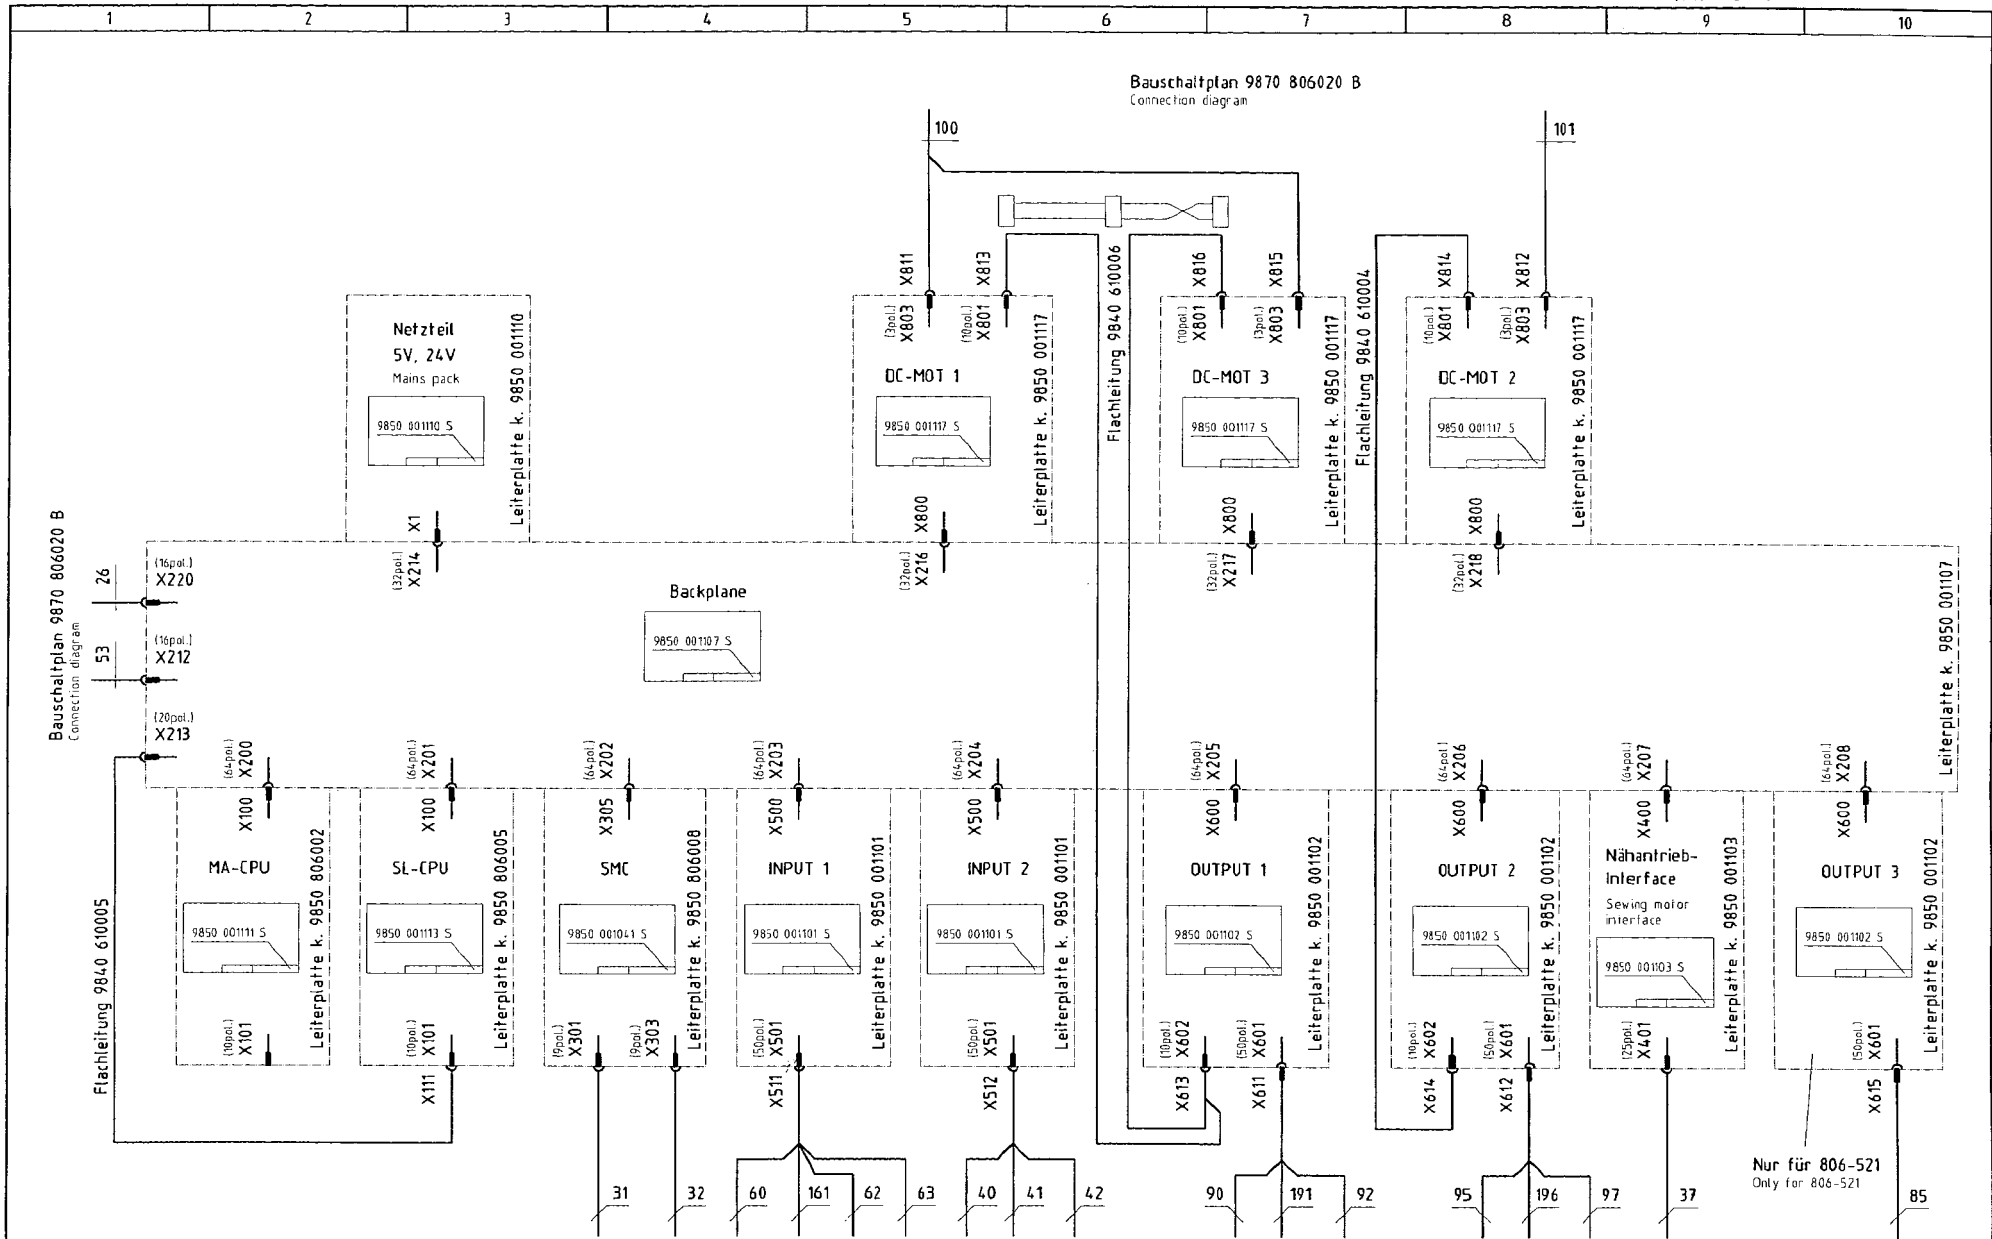 1 2 3 4 5 6 7 8 9 10
Bauschaltplan 9870 806020 B
Connection diagram
100
101
X811
X813
X816
X815
X814
X812
(3pol.)
X803
(10pol.)
X801
(10pol.)
X801
(3pol.)
X803
(10pol.)
X801
(3pol.)
X803
Flachleitung 9840 610006
Flachleitung 9840 610004
Netzteil
5V, 24V
Mains pack
9850 001110 S
Leiterplatte k. 9850 001110
DC-MOT 1
9850 001117 S
Leiterplatte k. 9850 001117
DC-MOT 3
9850 001117 S
Leiterplatte k. 9850 001117
DC-MOT 2
9850 001117 S
Leiterplatte k. 9850 001117
X1
X800
X800
X800
(32pol.)
X214
(32pol.)
X216
(32pol.)
X217
(32pol.)
X218
Bauschaltplan 9870 806020 B
Connection diagram
26
(16pol.)
X220
53
(16pol.)
X212
(20pol.)
X213
Backplane
9850 001107 S
Leiterplatte k. 9850 001107
(64pol.)
X200
(64pol.)
X201
(64pol.)
X202
(64pol.)
X203
(64pol.)
X204
(64pol.)
X205
(64pol.)
X206
(64pol.)
X207
(64pol.)
X208
X100
X100
X305
X500
X500
X600
X600
X400
X600
Flachleitung 9840 610005
MA-CPU
9850 001111 S
Leiterplatte k. 9850 806002
(10pol.)
X101
SL-CPU
9850 001113 S
Leiterplatte k. 9850 806005
(10pol.)
X101
X111
SMC
9850 001041 S
Leiterplatte k. 9850 806008
(9pol.)
X301
(9pol.)
X303
INPUT 1
9850 001101 S
Leiterplatte k. 9850 001101
(50pol.)
X501
X511
INPUT 2
9850 001101 S
Leiterplatte k. 9850 001101
(50pol.)
X501
X512
OUTPUT 1
9850 001102 S
Leiterplatte k. 9850 001102
(10pol.)
X602
(50pol.)
X601
X613
X611
OUTPUT 2
9850 001102 S
Leiterplatte k. 9850 001102
(10pol.)
X602
(50pol.)
X601
X614
X612
Nähantrieb-
Interface
Sewing motor
interface
9850 001103 S
Leiterplatte k. 9850 001103
(25pol.)
X401
OUTPUT 3
9850 001102 S
Leiterplatte k. 9850 001102
(50pol.)
X601
X615
Nur für 806-521
Only for 806-521
31 32 60 161 62 63 40 41 42 90 191 92 95 196 97 37 85